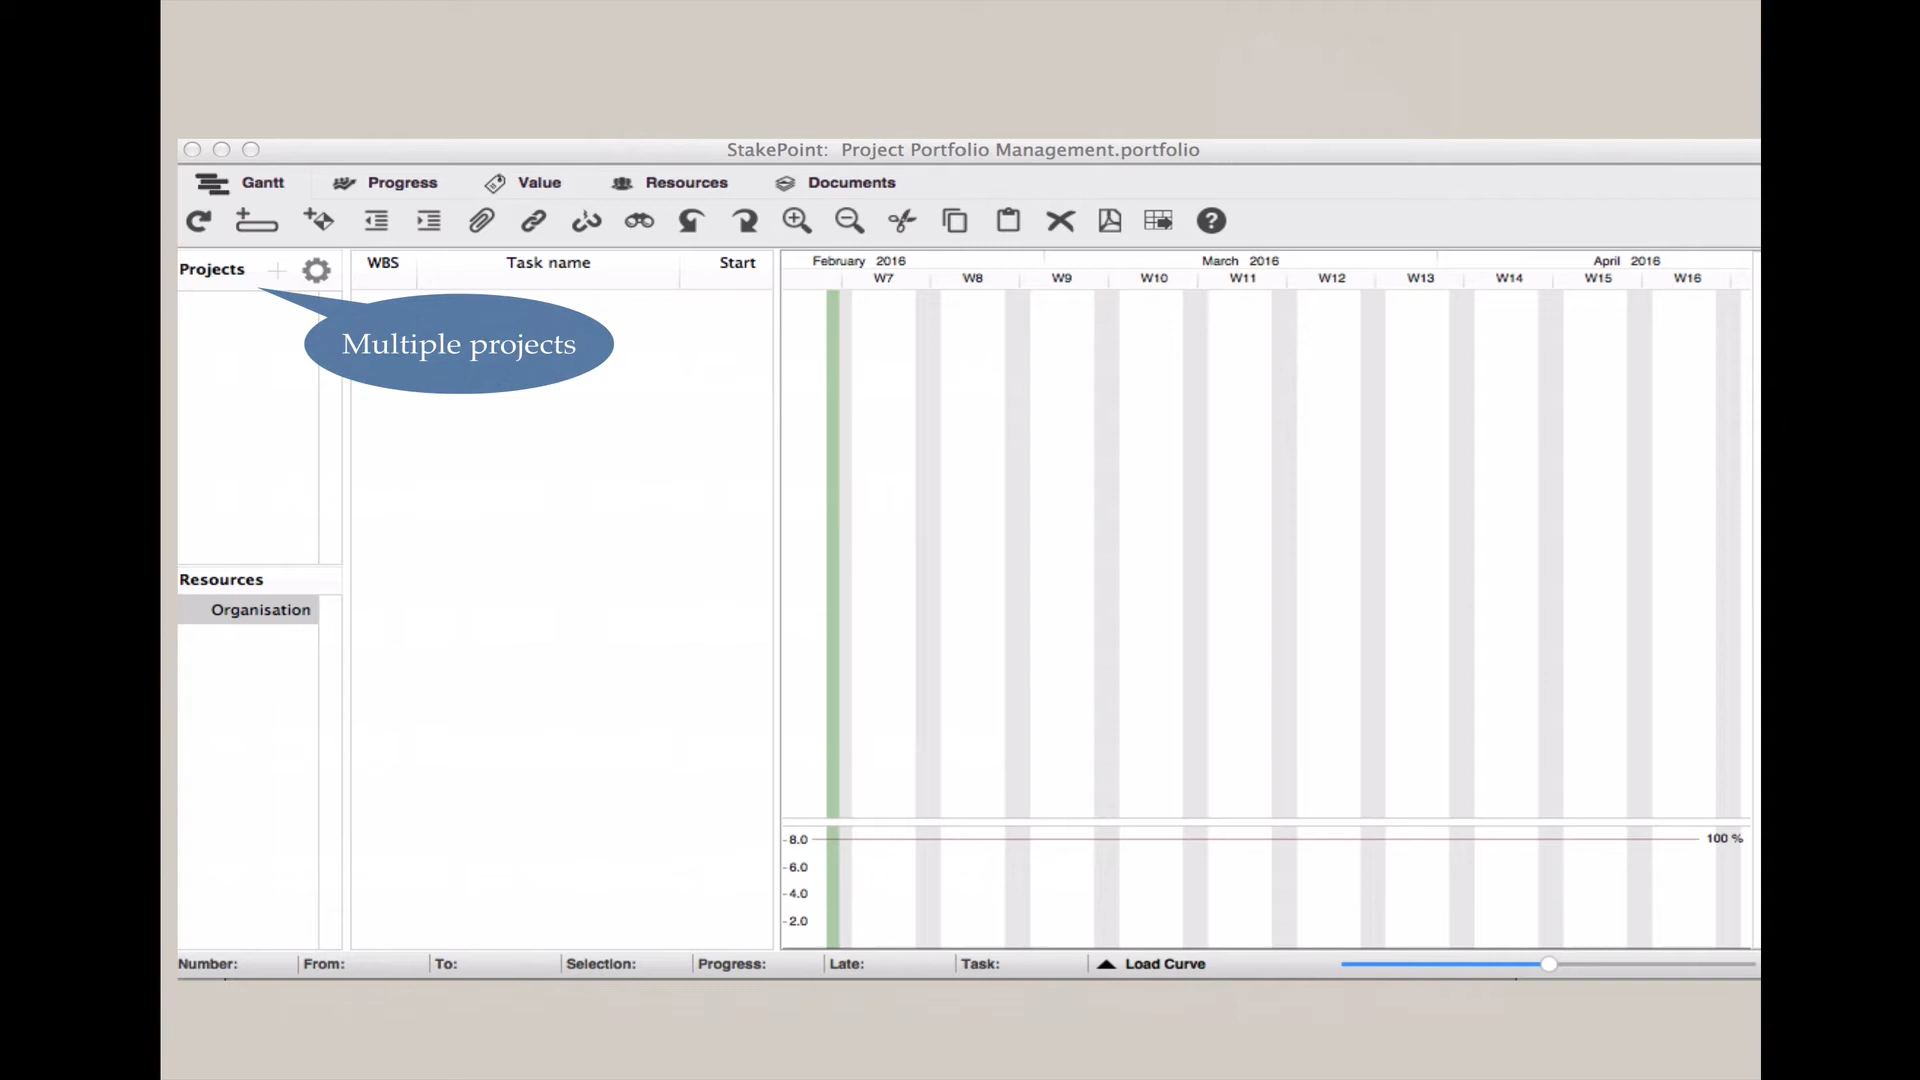 StakePoint: Project Portfolio Management.portfolio
Gantt Progress Value Resources Documents
Projects
WBS Task name Start
February 2016 March 2016 April 2016
W7 W8 W9 W10 W11 W12 W13 W14 W15 W16
Multiple projects
Resources
Organisation
8.0 100 %
6.0
4.0
2.0
Number: From: To: Selection: Progress: Late: Task: Load Curve